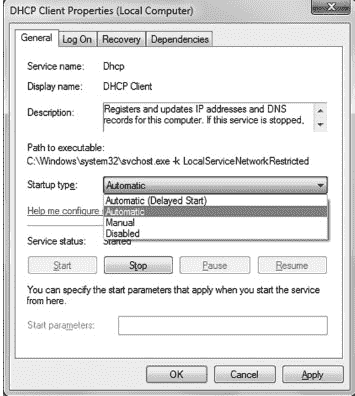 DHCP Client Properties (Local Computer)
General Log On Recovery Dependencies
Service name: Dhcp
Display name: DHCP Client
Description: Registers and updates IP addresses and DNS
records for this computer. If this service is stopped,
Path to executable:
C:\Windows\system32\svchost.exe -k LocalServiceNetworkRestricted
Startup type: Automatic
Automatic (Delayed Start)
Help me configure Automatic
Manual
Disabled
Service status: Started
Start Stop Pause Resume
You can specify the start parameters that apply when you start the service
from here.
Start parameters:
OK Cancel Apply